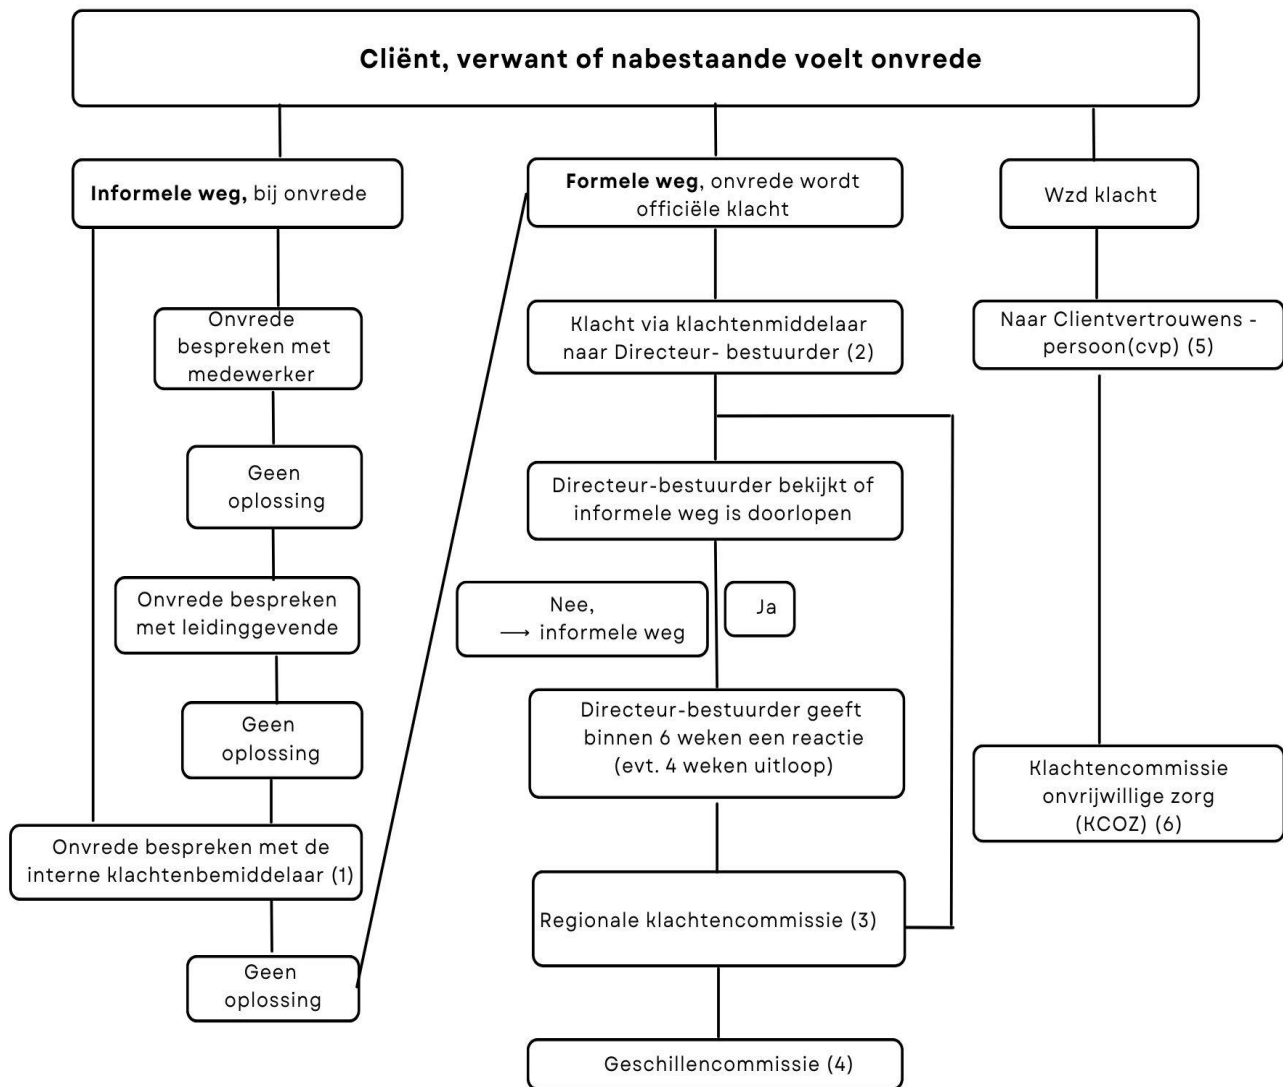 Cliënt, verwant of nabestaande voelt onvrede
Informele weg, bij onvrede
Onvrede
bespreken met
medewerker
Geen
oplossing
Onvrede bespreken
met leidinggevende
Geen
oplossing
Onvrede bespreken met de
interne klachtenbemiddelaar (1)
Geen
oplossing
Formele weg, onvrede wordt
officiële klacht
Klacht via klachtenmiddelaar
naar Directeur- bestuurder (2)
Directeur-bestuurder bekijkt of
informele weg is doorlopen
Nee,
⟶ informele weg
Ja
Directeur-bestuurder geeft
binnen 6 weken een reactie
(evt. 4 weken uitloop)
Regionale klachtencommissie (3)
Geschillencommissie (4)
Wzd klacht
Naar Clientvertrouwens -
persoon(cvp) (5)
Klachtencommissie
onvrijwillige zorg
(KCOZ) (6)